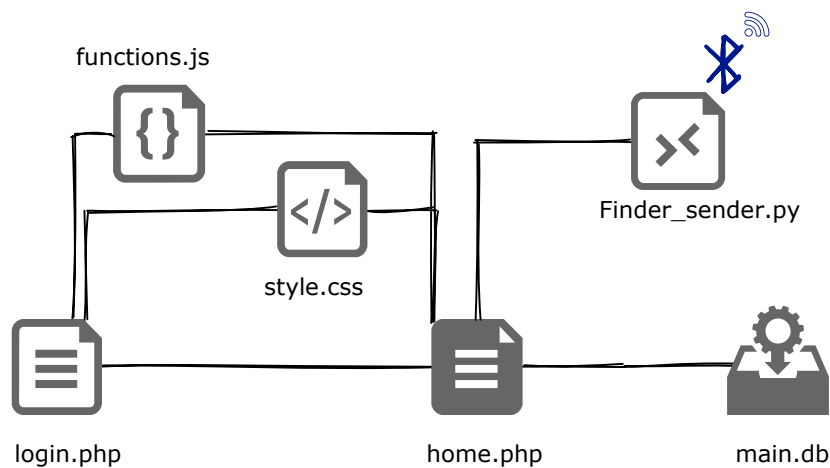 functions.js
{}
Finder_sender.py
</>
style.css
login.php
home.php
main.db